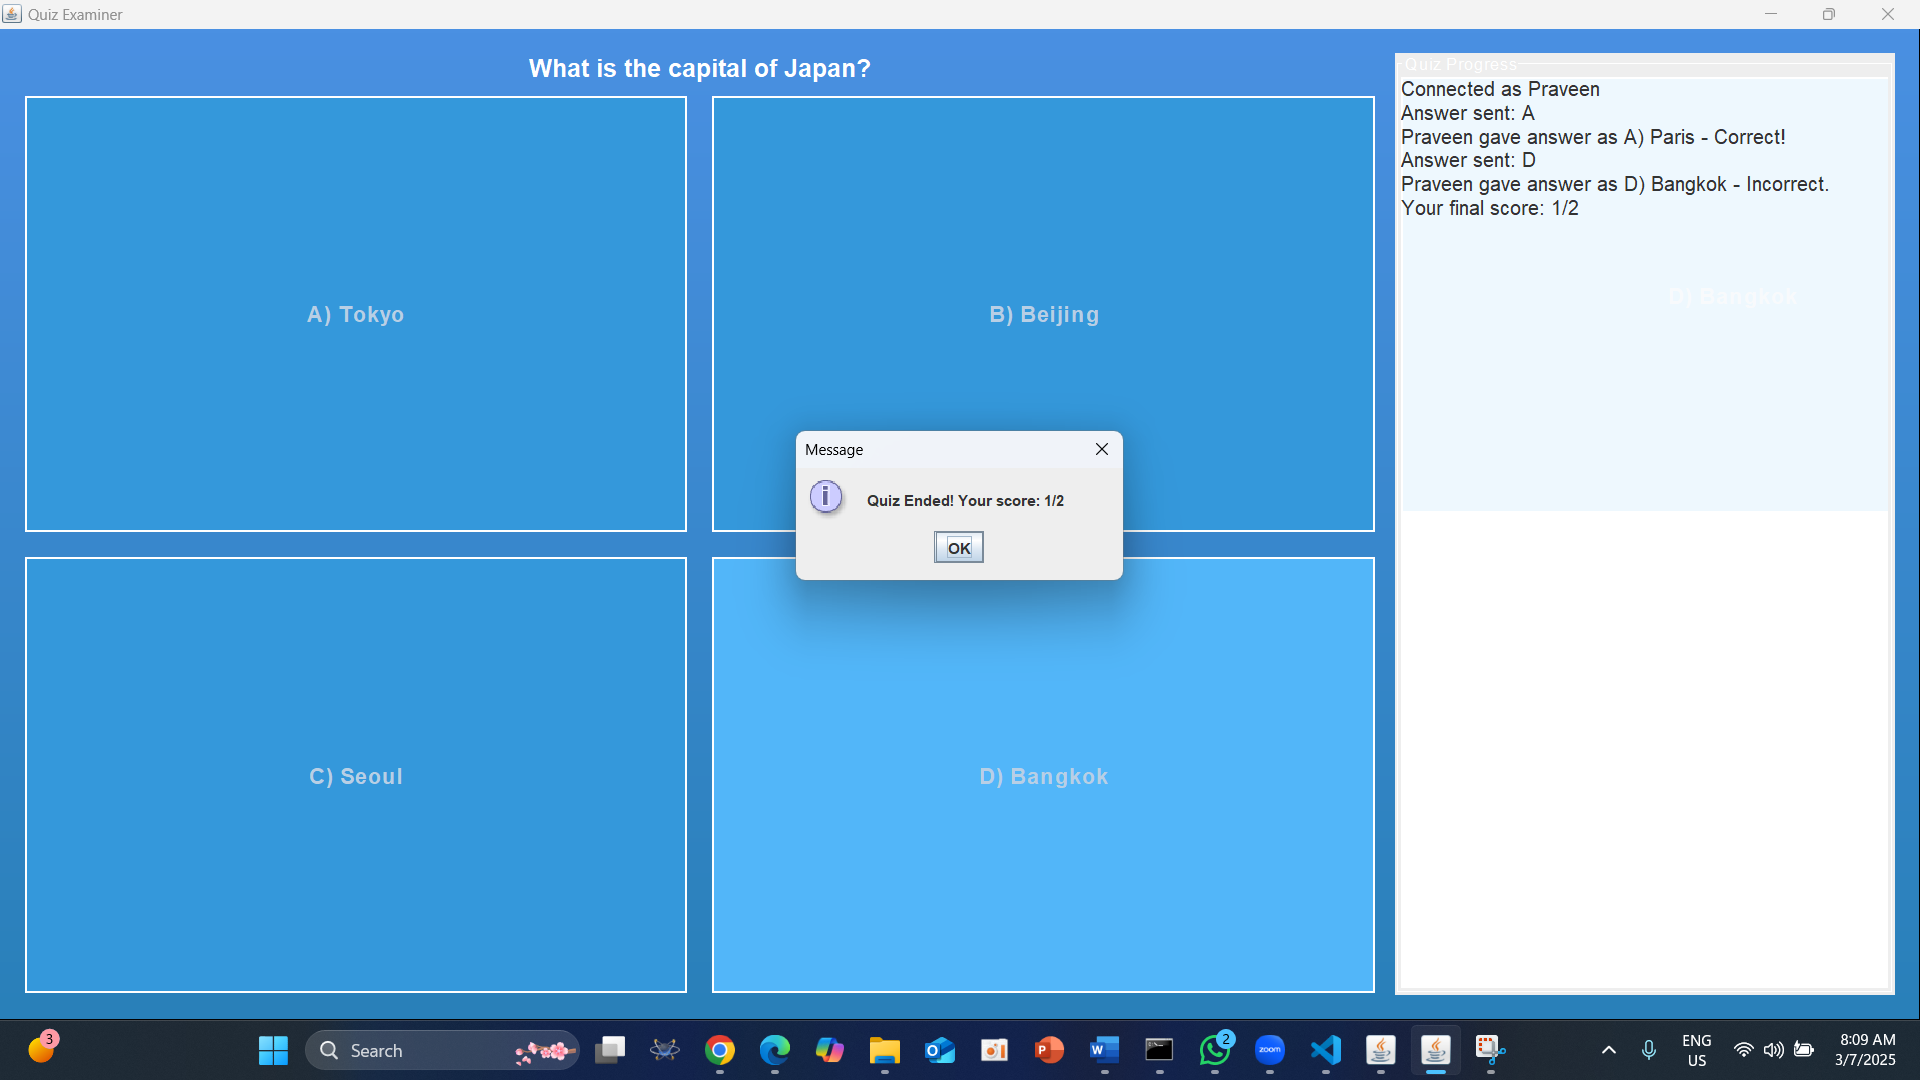 Quiz Examiner
What is the capital of Japan?
A) Tokyo
B) Beijing
C) Seoul
D) Bangkok
Message
Quiz Ended! Your score: 1/2
OK
Quiz Progress
Connected as Praveen
Answer sent: A
Praveen gave answer as A) Paris - Correct!
Answer sent: D
Praveen gave answer as D) Bangkok - Incorrect.
Your final score: 1/2
D) Bangkok
3
Search
2
zoom
ENG
US
8:09 AM
3/7/2025